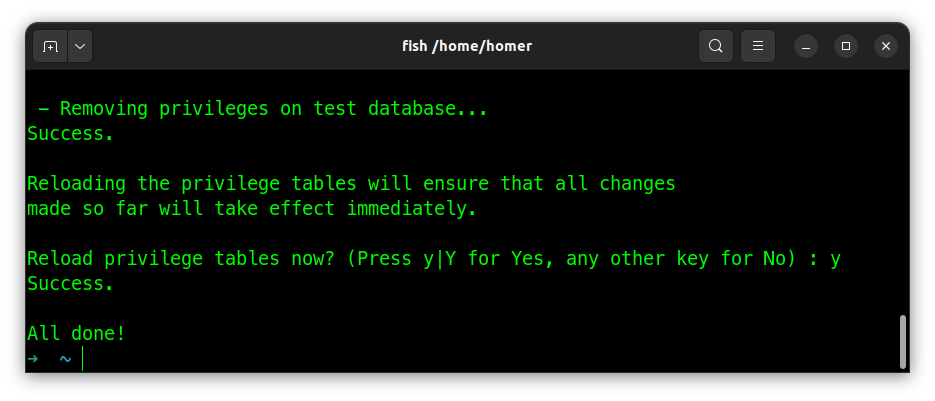 fish /home/homer
- Removing privileges on test database...
Success.
Reloading the privilege tables will ensure that all changes
made so far will take effect immediately.
Reload privilege tables now? (Press y|Y for Yes, any other key for No) : y
Success.
All done!
➜ ~